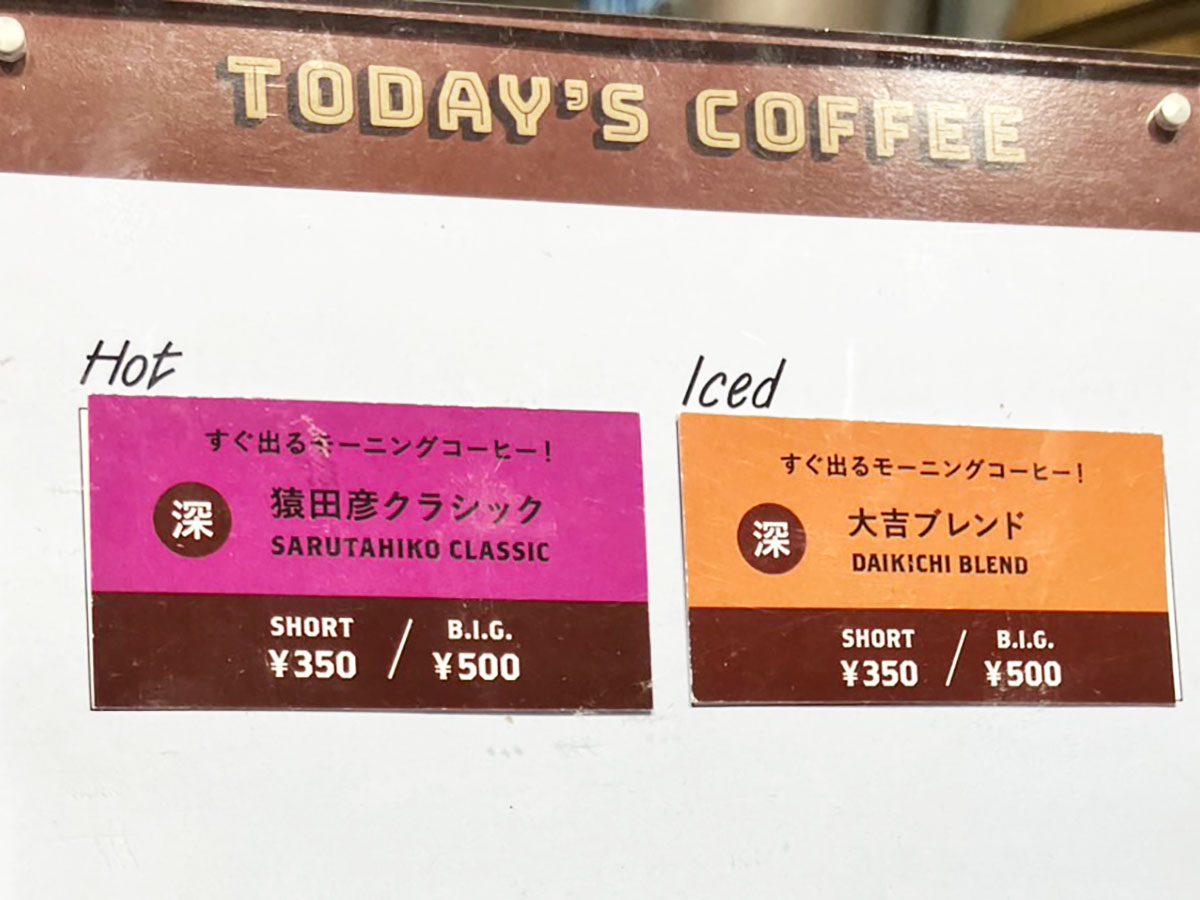 TODAY'S COFFEE
Hot
すぐ出るモーニングコーヒー！
深
猿田彦クラシック
SARUTAHIKO CLASSIC
SHORT / B.I.G.
¥350 ¥500
Iced
すぐ出るモーニングコーヒー！
深
大吉ブレンド
DAIKICHI BLEND
SHORT / B.I.G.
¥350 ¥500